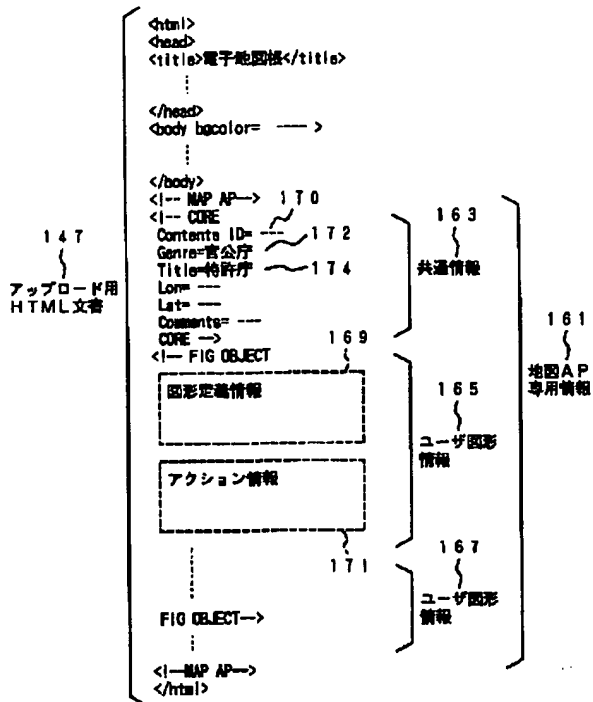 <html>
<head>
<title>電子地図帳</title>
</head>
<body bgcolor= ---- >
</body>
<!-- MAP AP-->
170
<!-- CORE
Contents ID= ---
163
147
Genre=官公庁
172
Title=特許庁
174
共通情報
アップロード用
HTML文書
Lon= ---
Lat= ---
Comments= ---
161
CORE -->
169
<!-- FIG OBJECT
地図AP
専用情報
図形定義情報
165
ユーザ図形
情報
アクション情報
171
167
ユーザ図形
情報
FIG OBJECT-->
<!--MAP AP-->
</html>